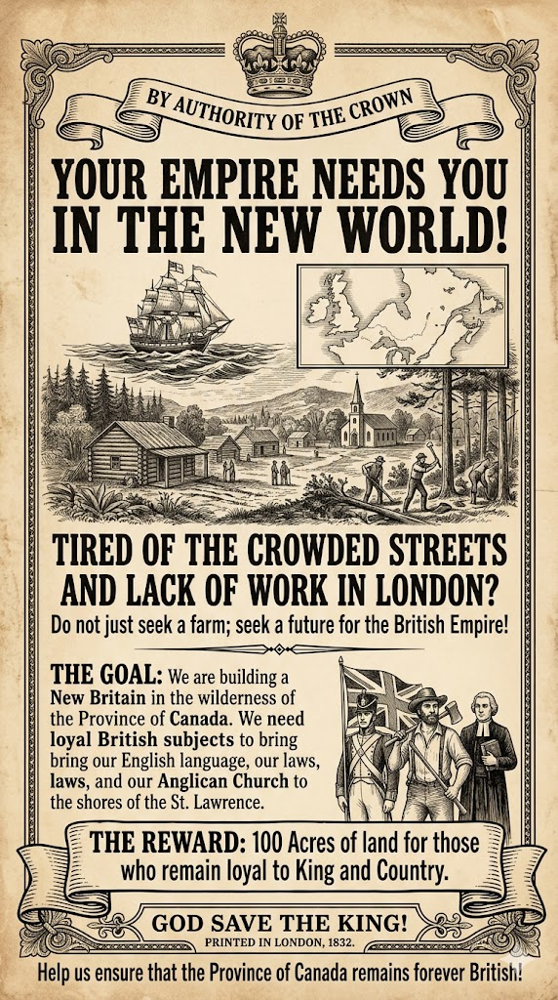 BY AUTHORITY OF THE CROWN
YOUR EMPIRE NEEDS YOU
IN THE NEW WORLD!
TIRED OF THE CROWDED STREETS
AND LACK OF WORK IN LONDON?
Do not just seek a farm; seek a future for the British Empire!
THE GOAL: We are building a
New Britain in the wilderness of
the Province of Canada. We need
loyal British subjects to bring
bring our English language, our laws,
laws, and our Anglican Church to
the shores of the St. Lawrence.
THE REWARD: 100 Acres of land for those
who remain loyal to King and Country.
GOD SAVE THE KING!
PRINTED IN LONDON, 1832.
Help us ensure that the Province of Canada remains forever British!